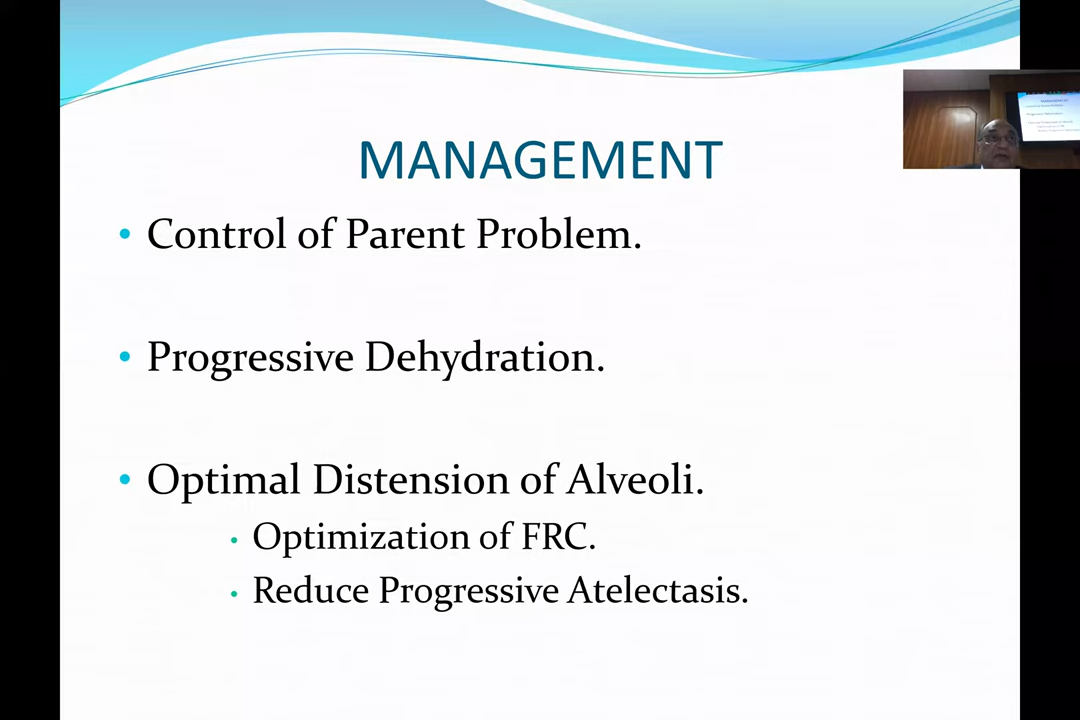 MANAGEMENT
• Control of Parent Problem.
• Progressive Dehydration.
• Optimal Distension of Alveoli.
• Optimization of FRC.
• Reduce Progressive Atelectasis.